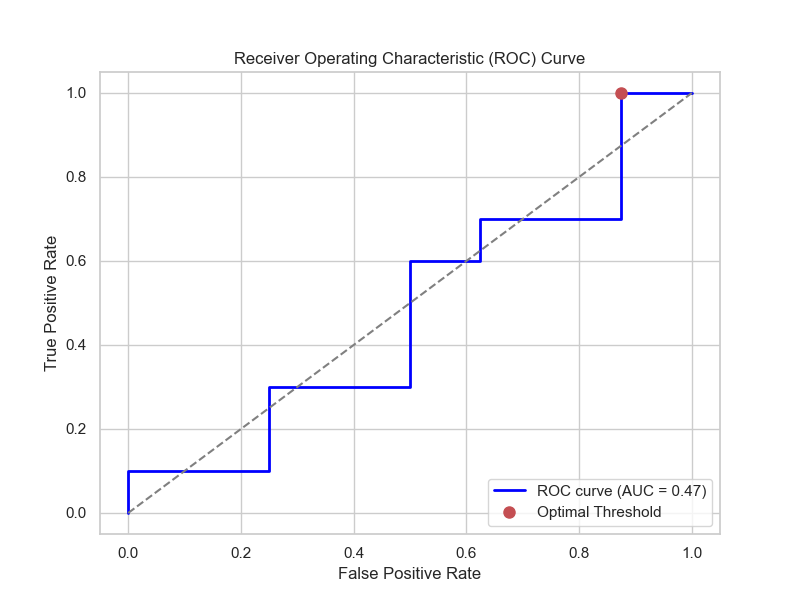 Receiver Operating Characteristic (ROC) Curve
True Positive Rate
1.0
0.8
0.6
0.4
0.2
0.0
ROC curve (AUC = 0.47)
Optimal Threshold
0.0 0.2 0.4 0.6 0.8 1.0
False Positive Rate